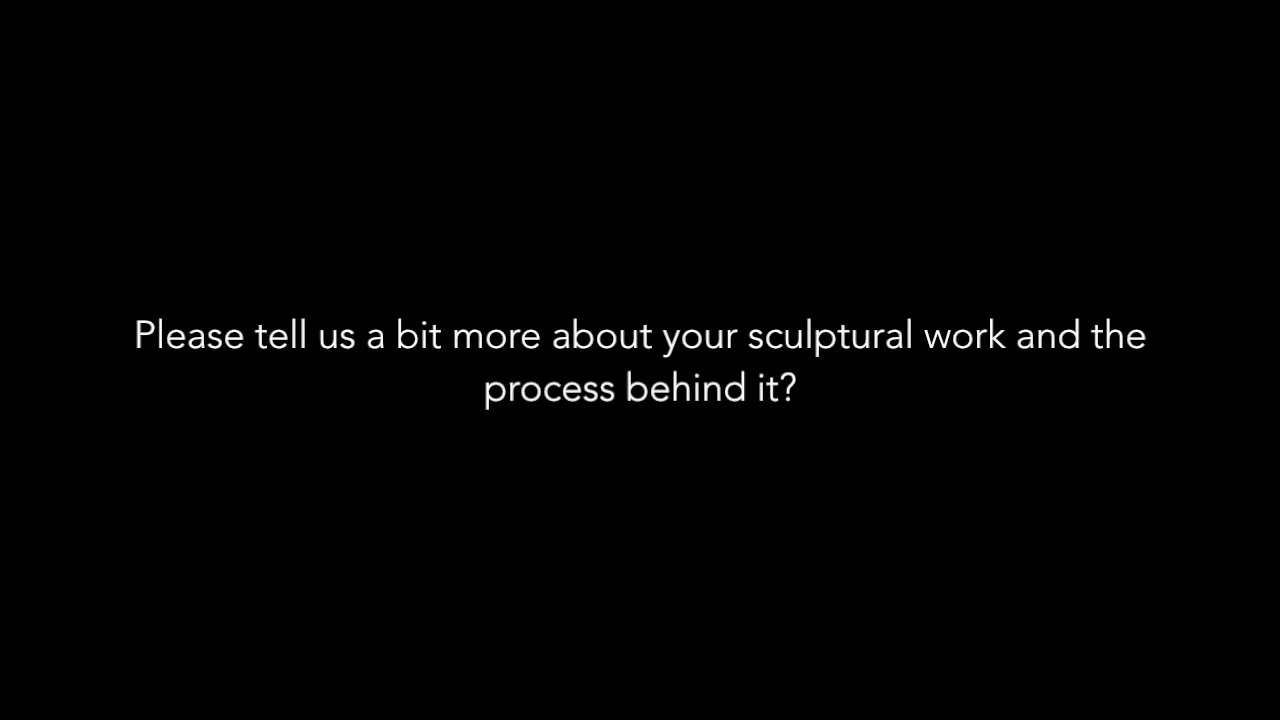 Please tell us a bit more about your sculptural work and the
process behind it?